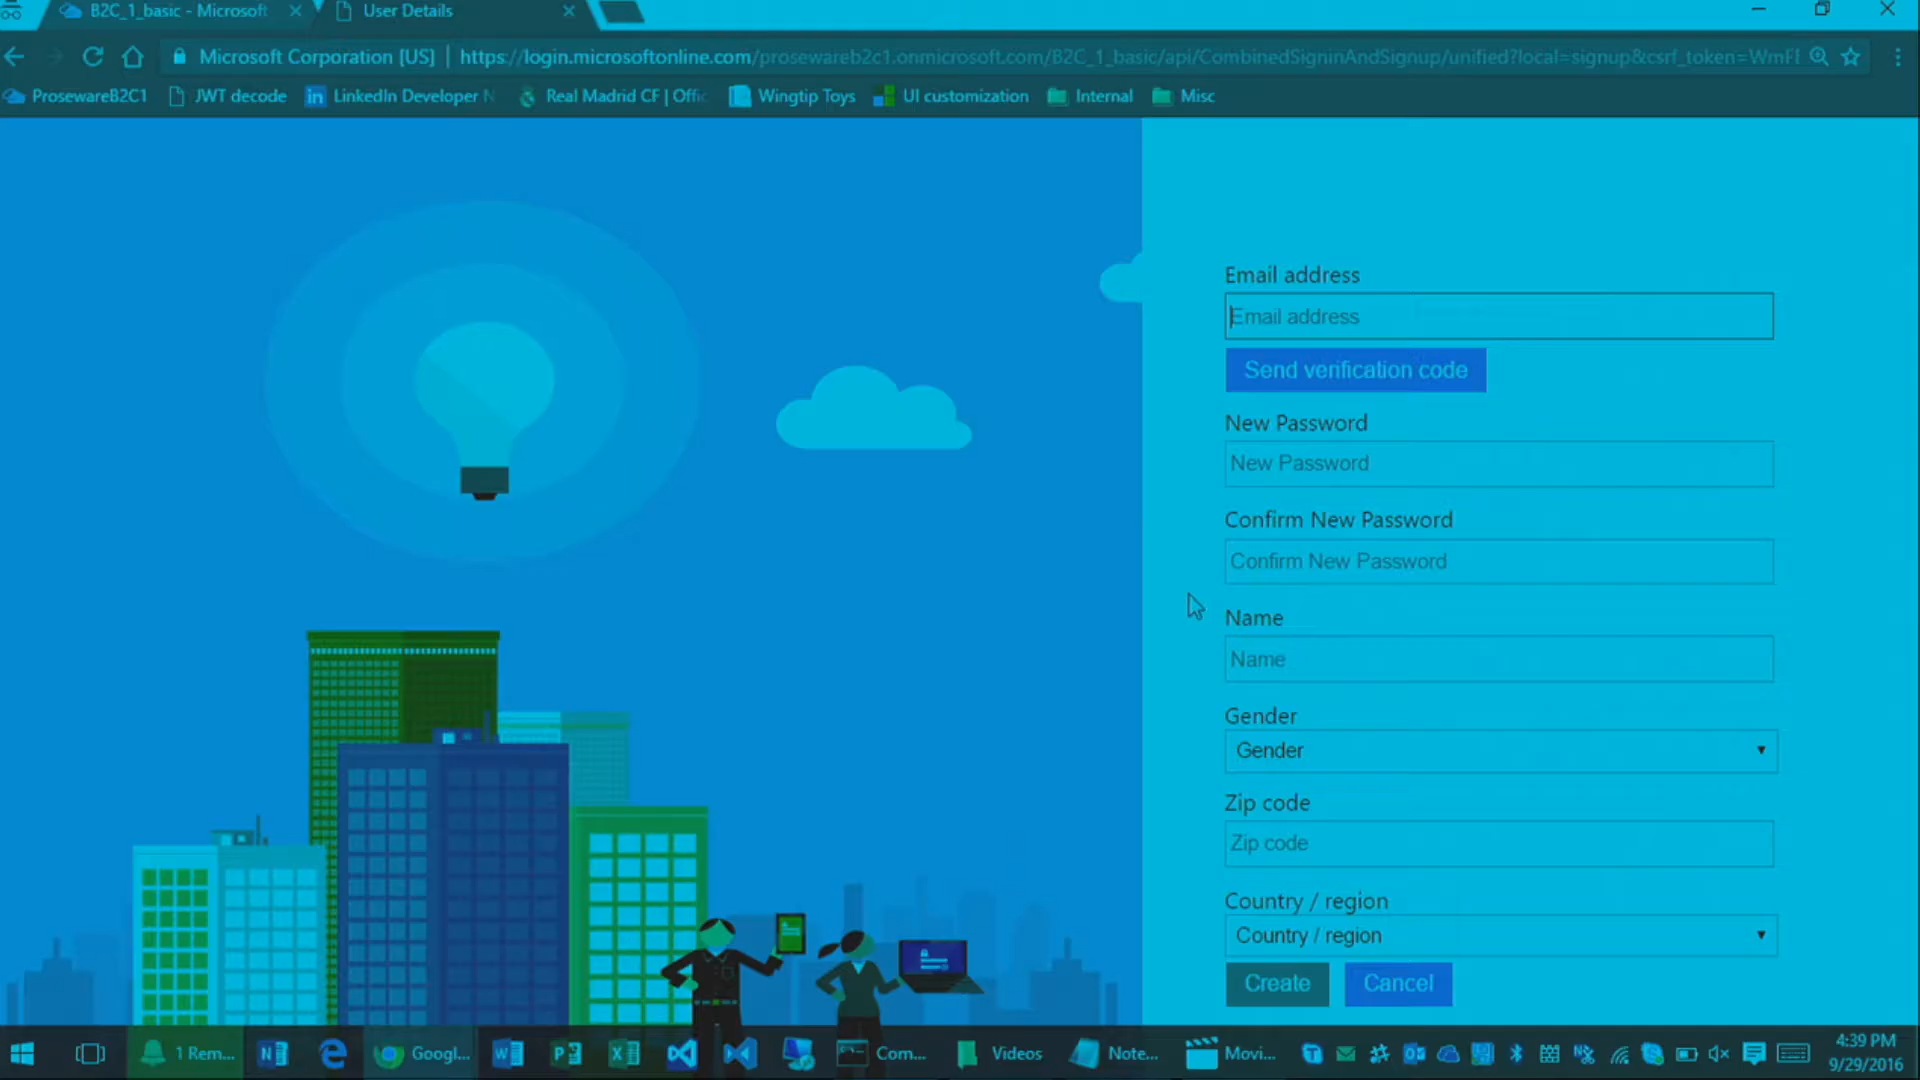 B2C_1_basic - Microsoft
User Details
Microsoft Corporation [US] | https://login.microsoftonline.com/prosewareb2c1.onmicrosoft.com/B2C_1_basic/api/CombinedSigninAndSignup/unified?local=signup&csrf_token=WmFI
ProsewareB2C1 JWT decode LinkedIn Developer N Real Madrid CF | Offic Wingtip Toys UI customization Internal Misc
Email address
Email address
Send verification code
New Password
New Password
Confirm New Password
Confirm New Password
Name
Name
Gender
Gender
Zip code
Zip code
Country / region
Country / region
Create Cancel
1 Rem... Googl... Com... Videos Note... Movi... 4:39 PM
9/29/2016